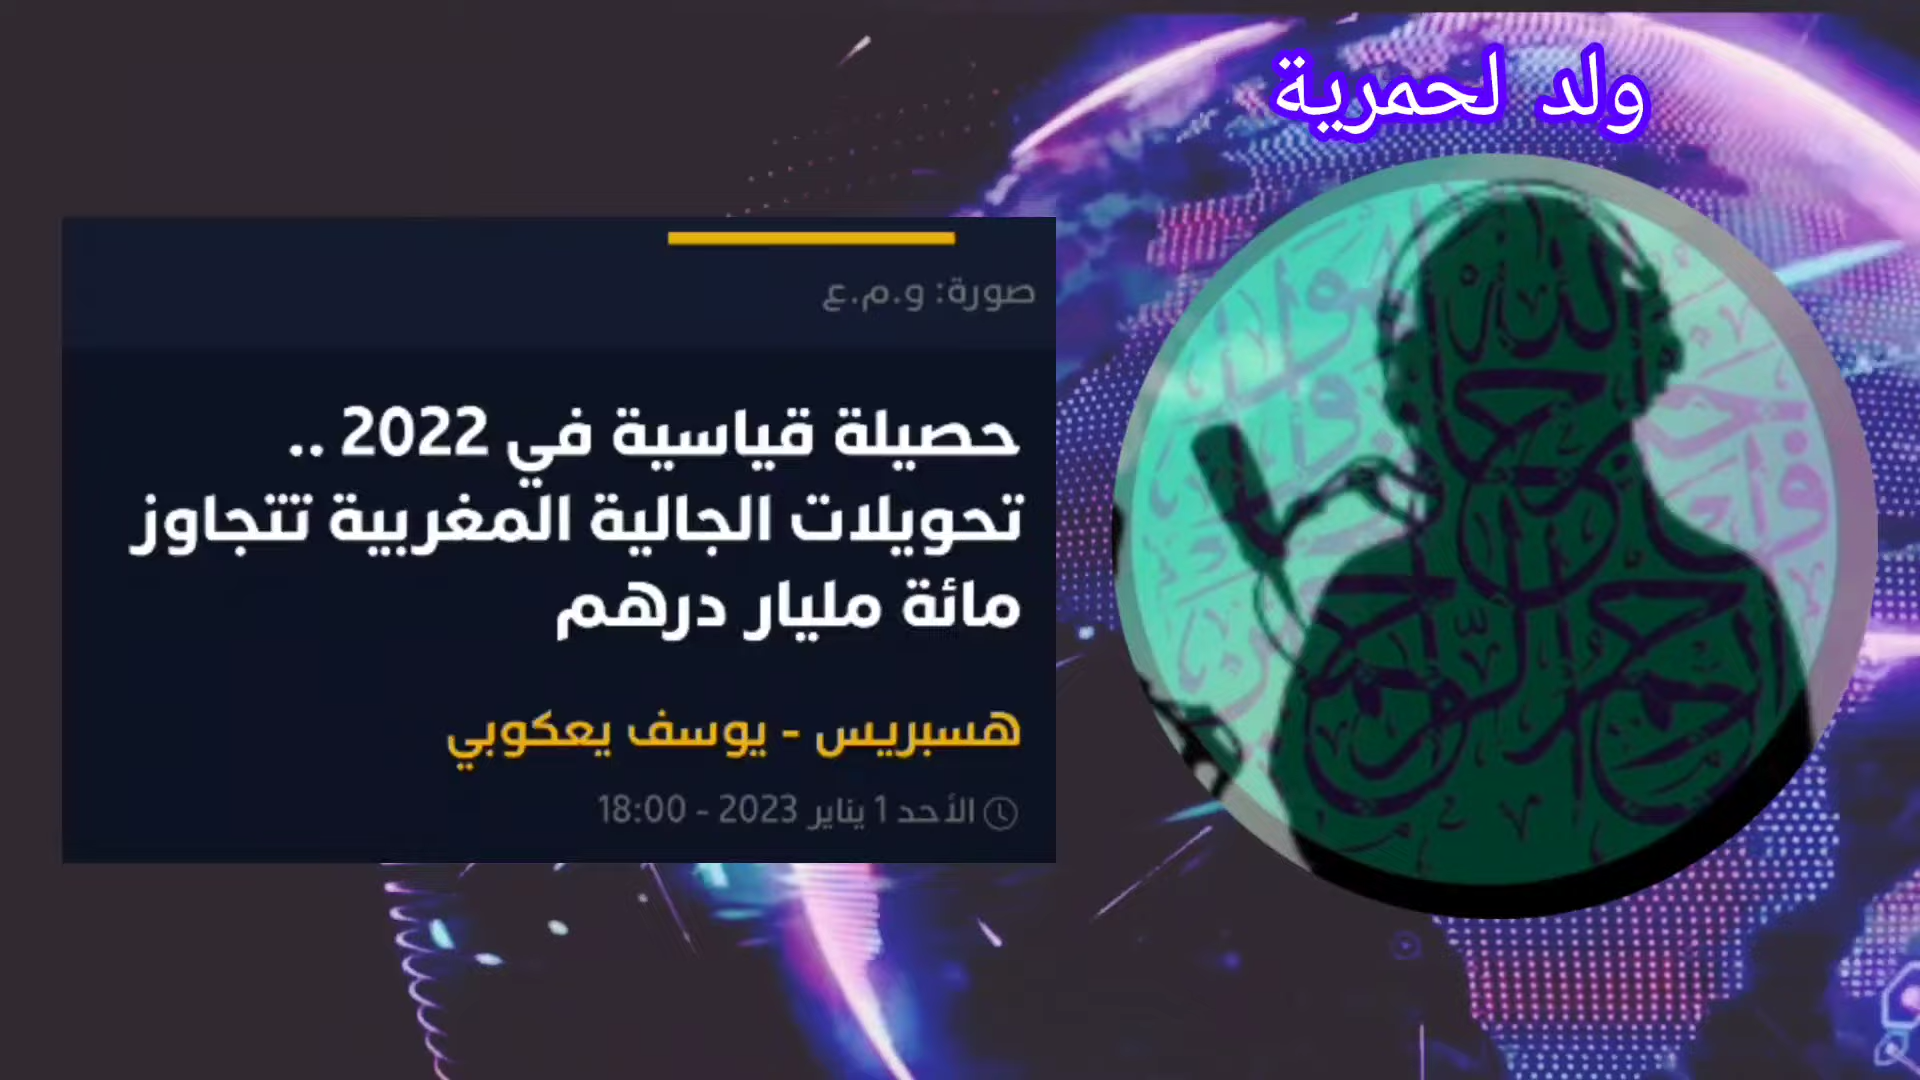 ولد لحمرية
صورة: و.م.ع
حصيلة قياسية في 2022 ..
تحويلات الجالية المغربية تتجاوز
مائة مليار درهم
هسبريس - يوسف يعكوبي
الأحد 1 يناير 2023 - 18:00